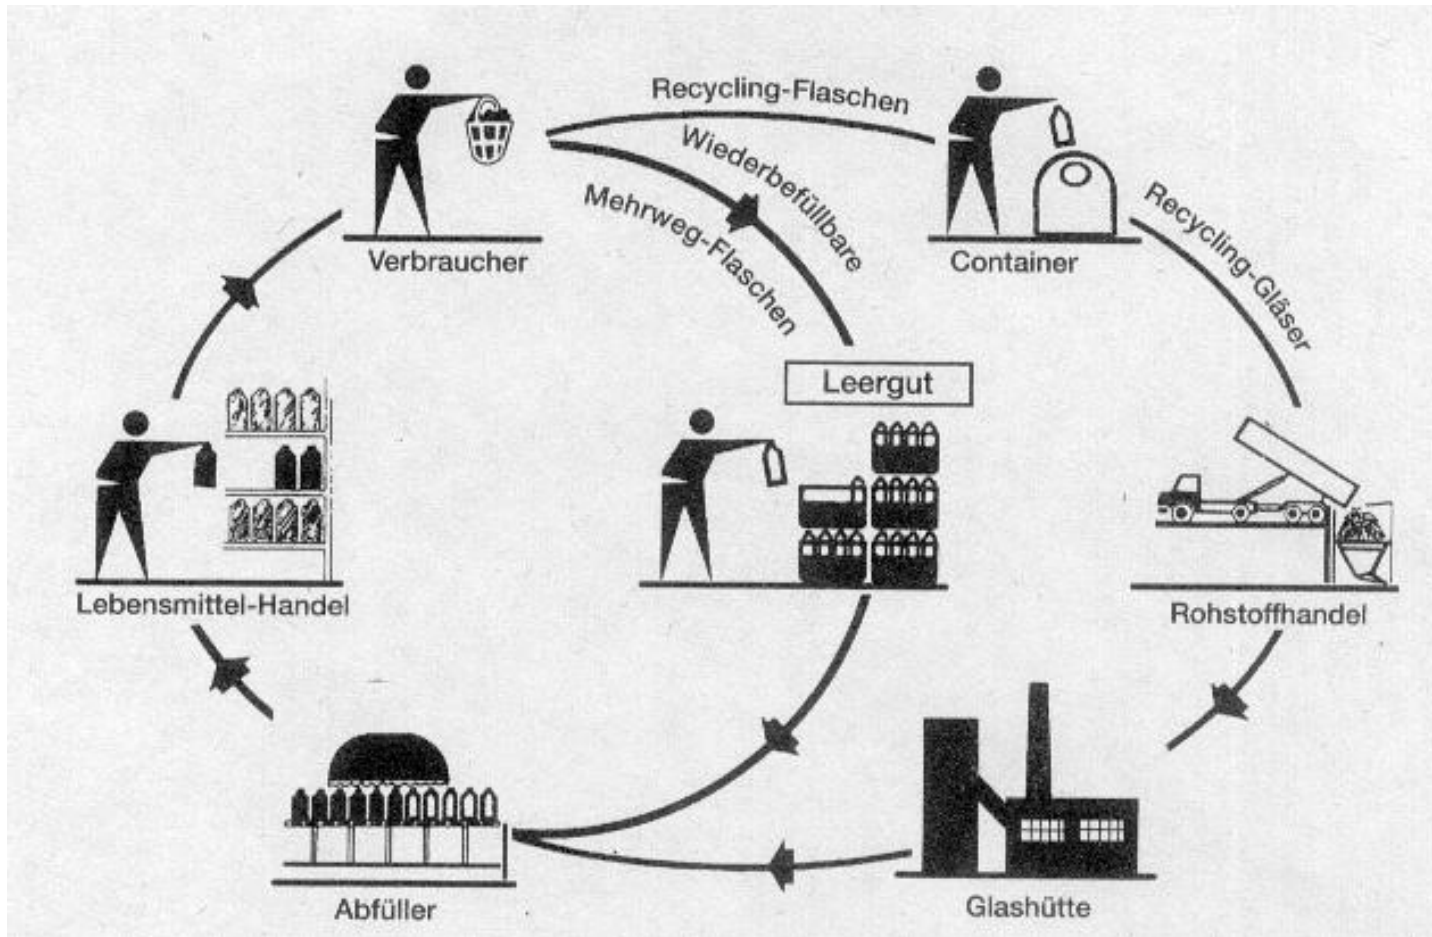 Recycling-Flaschen
Wiederbefüllbare
Mehrweg-Flaschen
Recycling-Gläser
Verbraucher
Container
Leergut
Lebensmittel-Handel
Rohstoffhandel
Abfüller
Glashütte